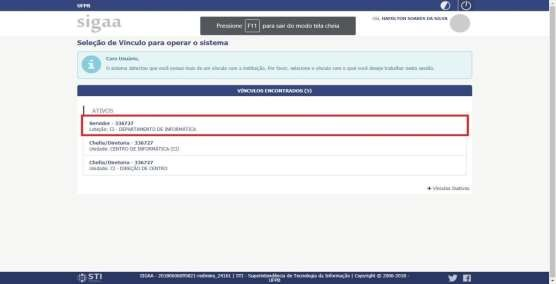 UFPB
sigaa
Pressione F11 para sair do modo tela cheia
Olá, HAMILTON SOARES DA SILVA
Seleção de Vínculo para operar o sistema
Caro Usuário,
O sistema detectou que você possui mais de um vínculo com a instituição. Por favor, selecione o vínculo com o qual você deseja trabalhar nesta sessão.
VÍNCULOS ENCONTRADOS (5)
ATIVOS
Servidor - 336727
Lotação: CI - DEPARTAMENTO DE INFORMÁTICA
Chefia/Diretoria - 336727
Unidade: CENTRO DE INFORMÁTICA (CI)
Chefia/Diretoria - 336727
Unidade: CI - DIREÇÃO DE CENTRO
+ Vínculos Inativos
STI
SIGAA - | STI - Superintendência de Tecnologia da Informação | Copyright © 2006-2018 -
UFPB